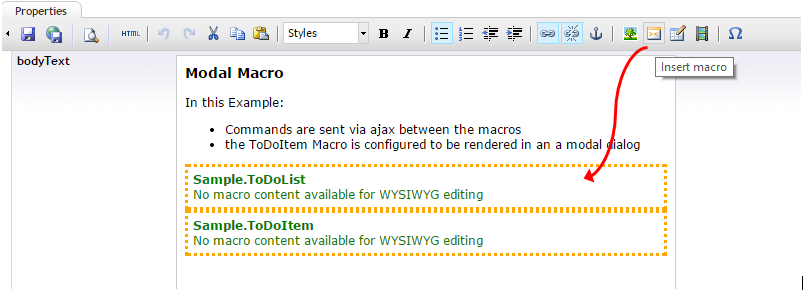 Properties
HTML
Styles
B I
Ω
bodyText
Insert macro
Modal Macro
In this Example:
• Commands are sent via ajax between the macros
• the ToDoItem Macro is configured to be rendered in an a modal dialog
Sample.ToDoList
No macro content available for WYSIWYG editing
Sample.ToDoItem
No macro content available for WYSIWYG editing